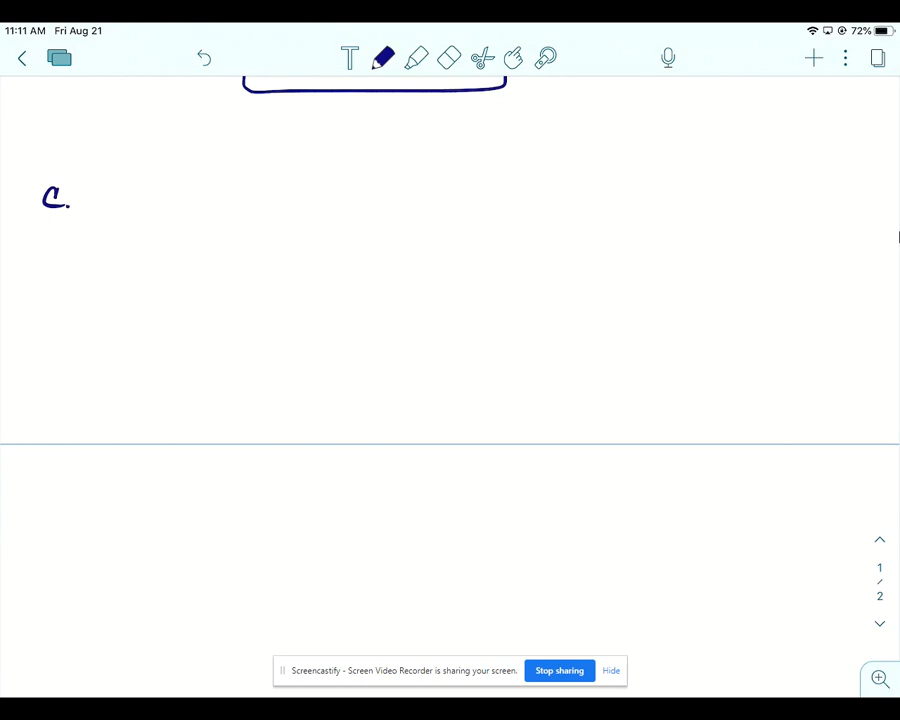 11:11 AM Fri Aug 21
72%
T
C.
1
/
2
Screencastify - Screen Video Recorder is sharing your screen.
Stop sharing
Hide